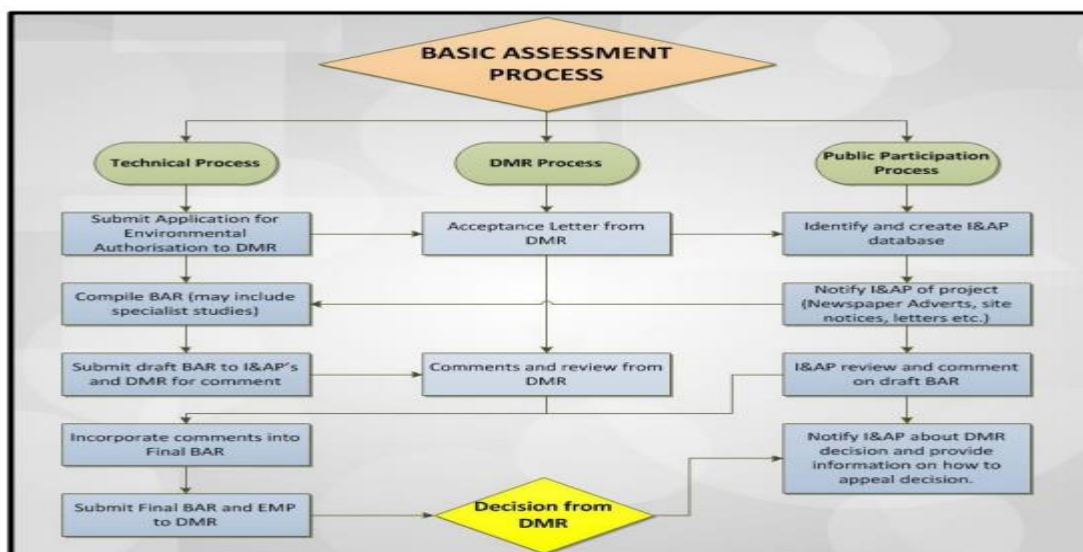 BASIC ASSESSMENT
PROCESS
Technical Process
DMR Process
Public Participation
Process
Submit Application for
Environmental
Authorisation to DMR
Acceptance Letter from
DMR
Identify and create I&AP
database
Compile BAR (may include
specialist studies)
Notify I&AP of project
(Newspaper Adverts, site
notices, letters etc.)
Submit draft BAR to I&AP's
and DMR for comment
Comments and review from
DMR
I&AP review and comment
on draft BAR
Incorporate comments into
Final BAR
Notify I&AP about DMR
decision and provide
information on how to
appeal decision.
Submit Final BAR and EMP
to DMR
Decision from
DMR